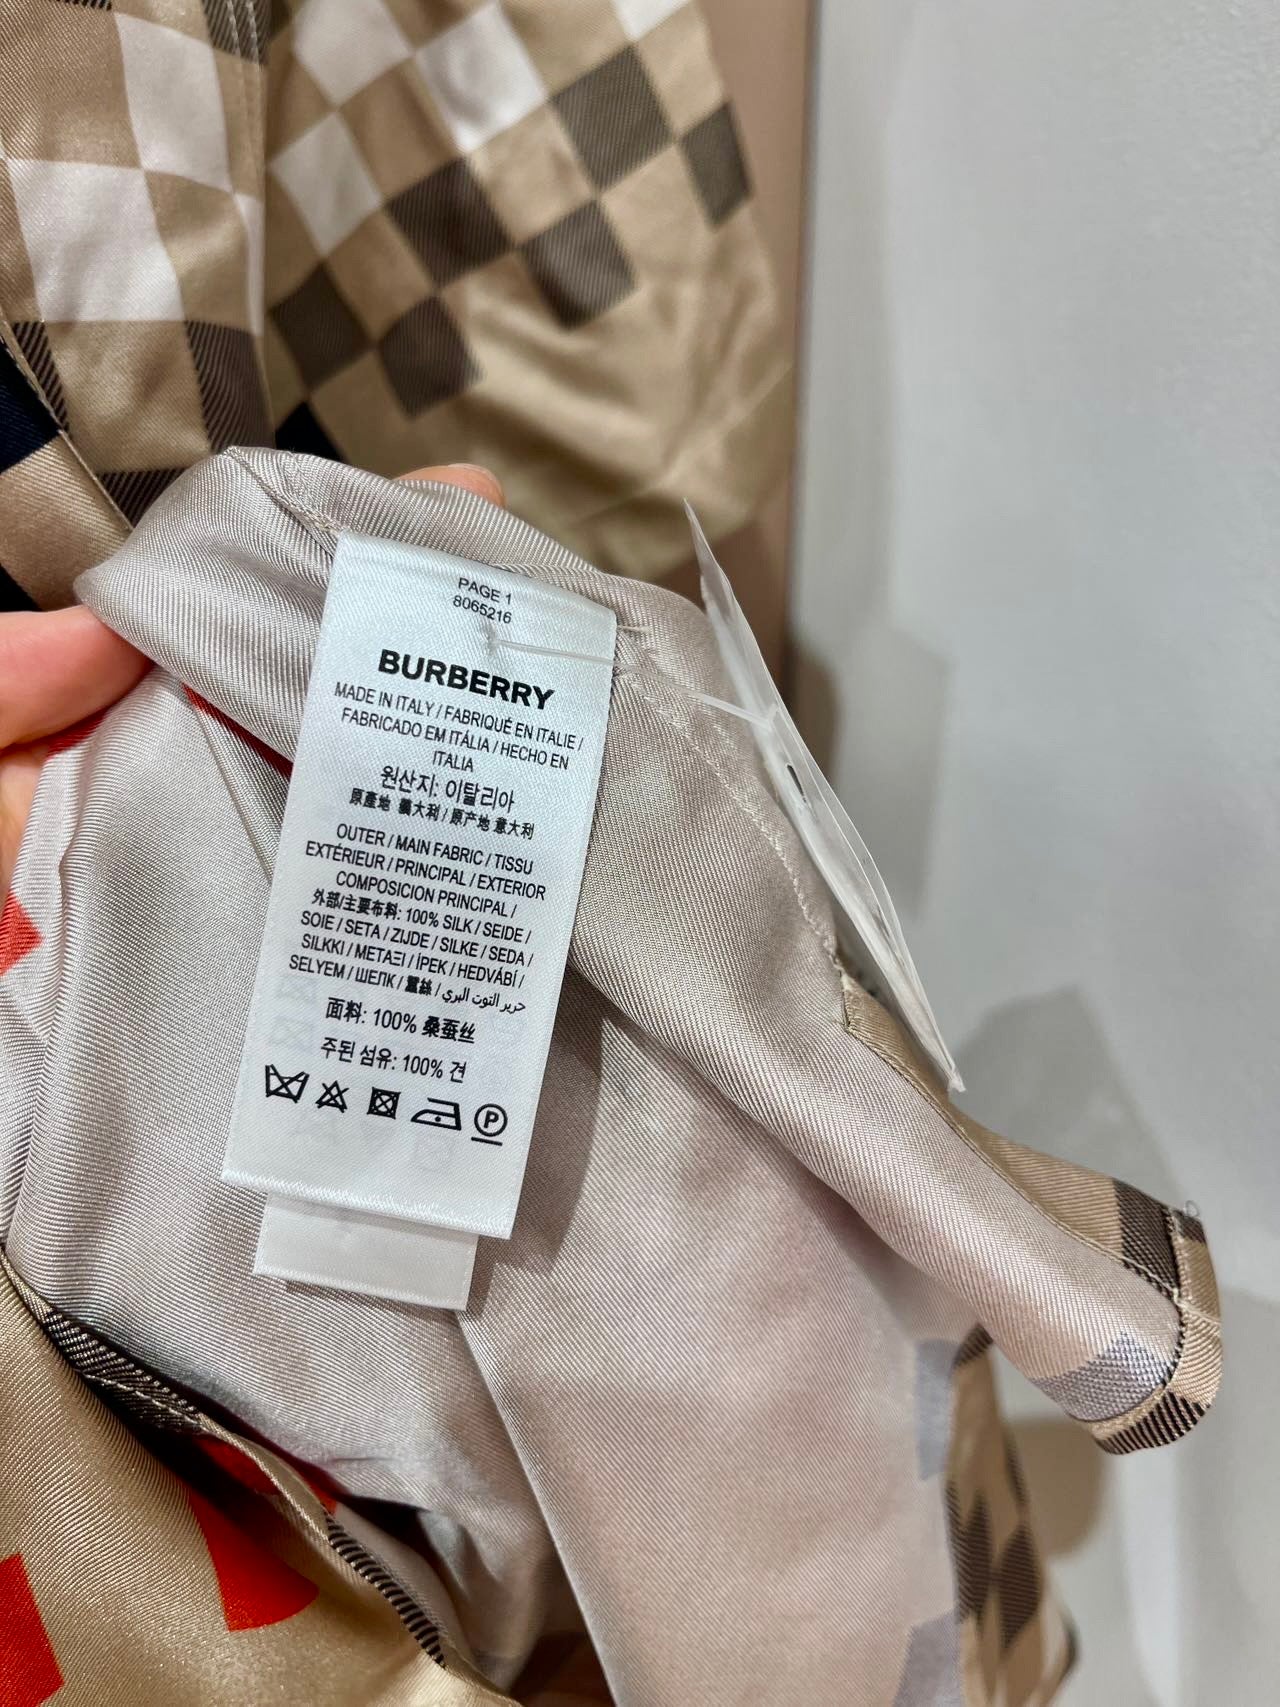 PAGE 1
8065216
BURBERRY
MADE IN ITALY / FABRIQUÉ EN ITALIE /
FABRICADO EM ITÁLIA / HECHO EN
ITALIA
원산지: 이탈리아
原產地 義大利 / 原产地 意大利
OUTER / MAIN FABRIC / TISSU
EXTÉRIEUR / PRINCIPAL / EXTERIOR
COMPOSICION PRINCIPAL /
外部/主要布料: 100% SILK / SEIDE /
SOIE / SETA / ZIJDE / SILKE / SEDA /
SILKKI / ΜΕΤΑΞΙ / İPEK / HEDVÁBÍ /
SELYEM / ШЕЛК / 蠶絲 / حرير التوت البري
面料: 100% 桑蚕丝
주된 섬유: 100% 견
P